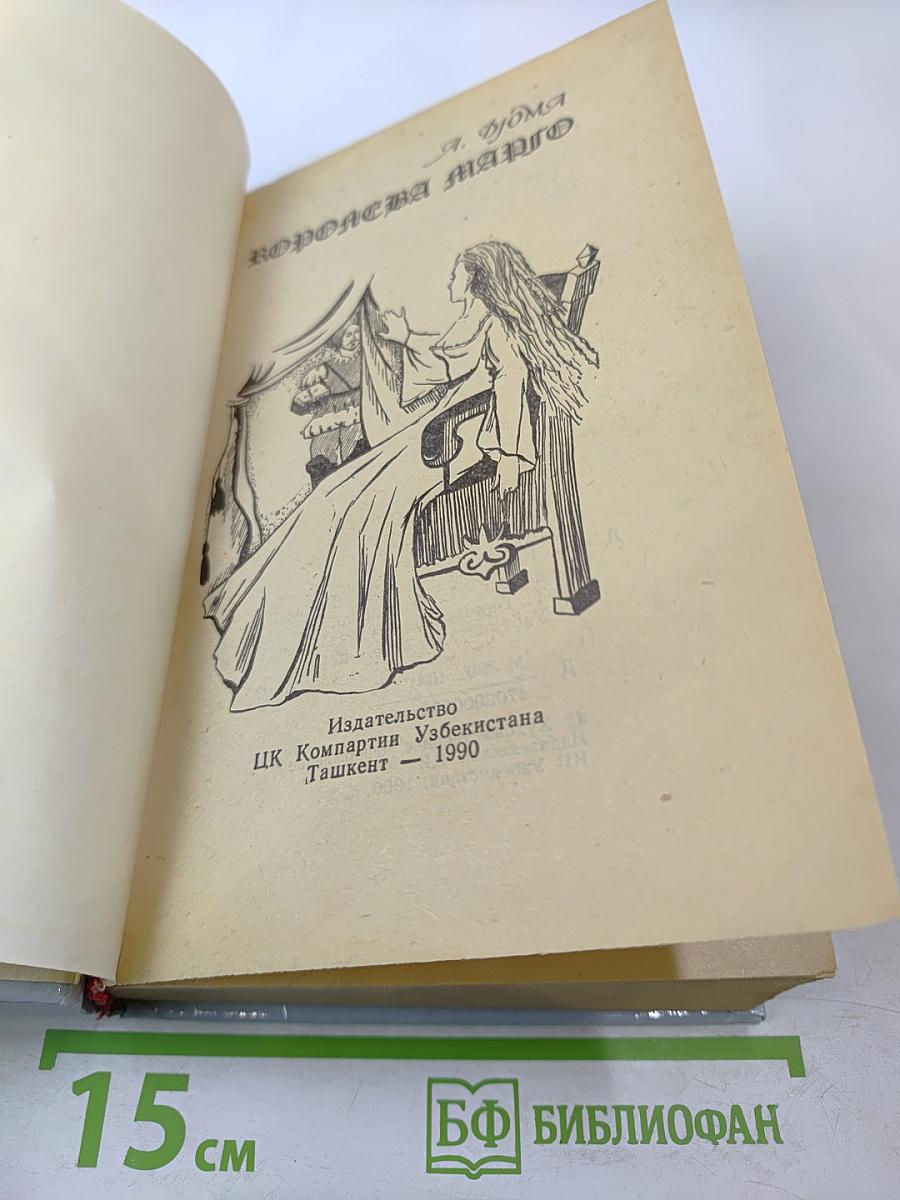 А. Дюма
КОРОЛЕВА МАРГО
Издательство
ЦК Компартии Узбекистана
Ташкент — 1990
15 см
БФ БИБЛИОФАН